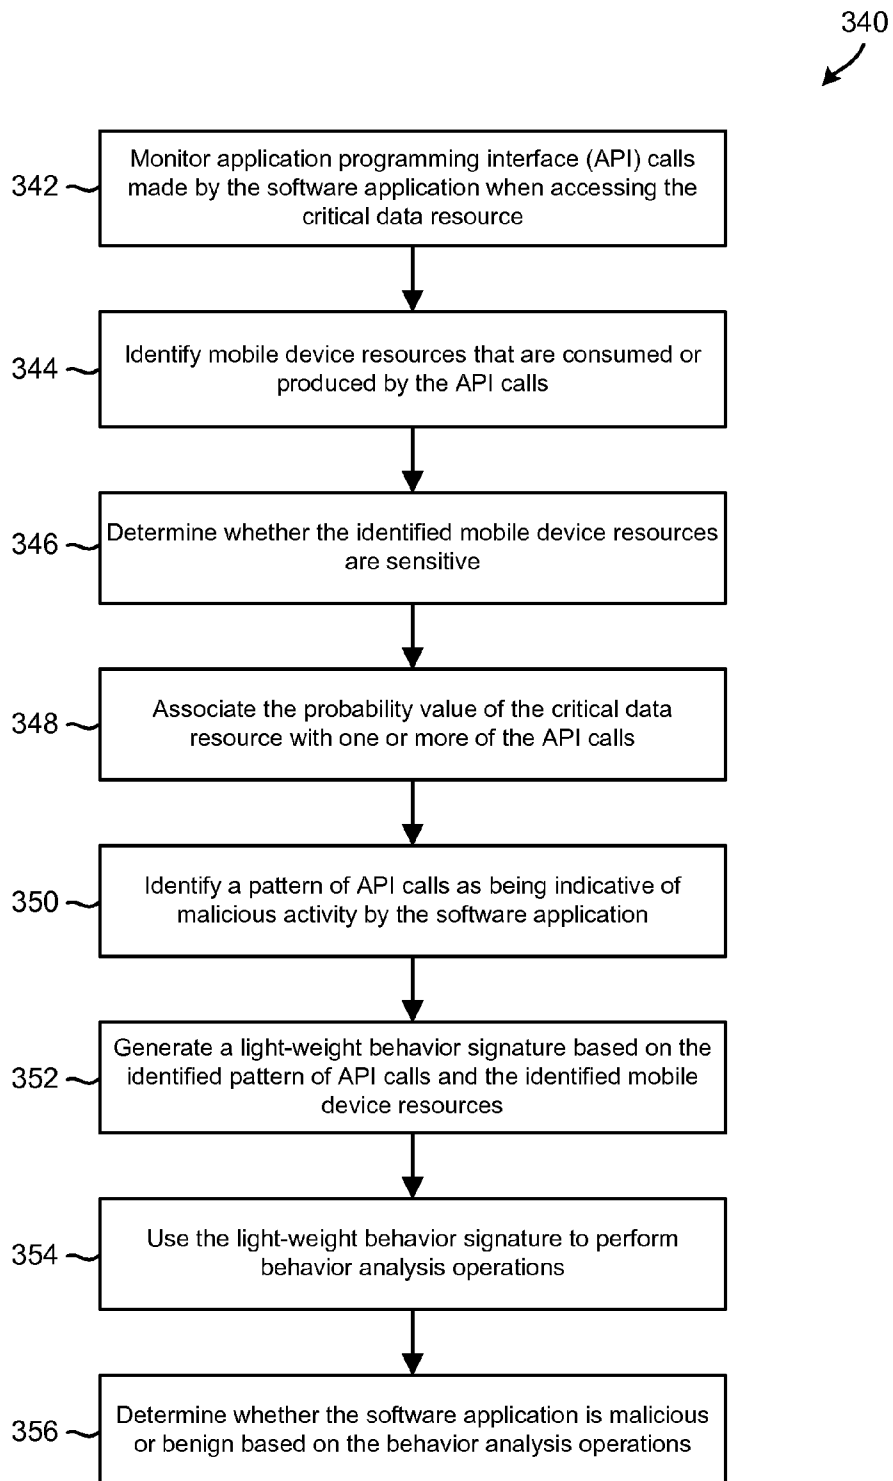 340
342
Monitor application programming interface (API) calls
made by the software application when accessing the
critical data resource
344
Identify mobile device resources that are consumed or
produced by the API calls
346
Determine whether the identified mobile device resources
are sensitive
348
Associate the probability value of the critical data
resource with one or more of the API calls
350
Identify a pattern of API calls as being indicative of
malicious activity by the software application
352
Generate a light-weight behavior signature based on the
identified pattern of API calls and the identified mobile
device resources
354
Use the light-weight behavior signature to perform
behavior analysis operations
356
Determine whether the software application is malicious
or benign based on the behavior analysis operations